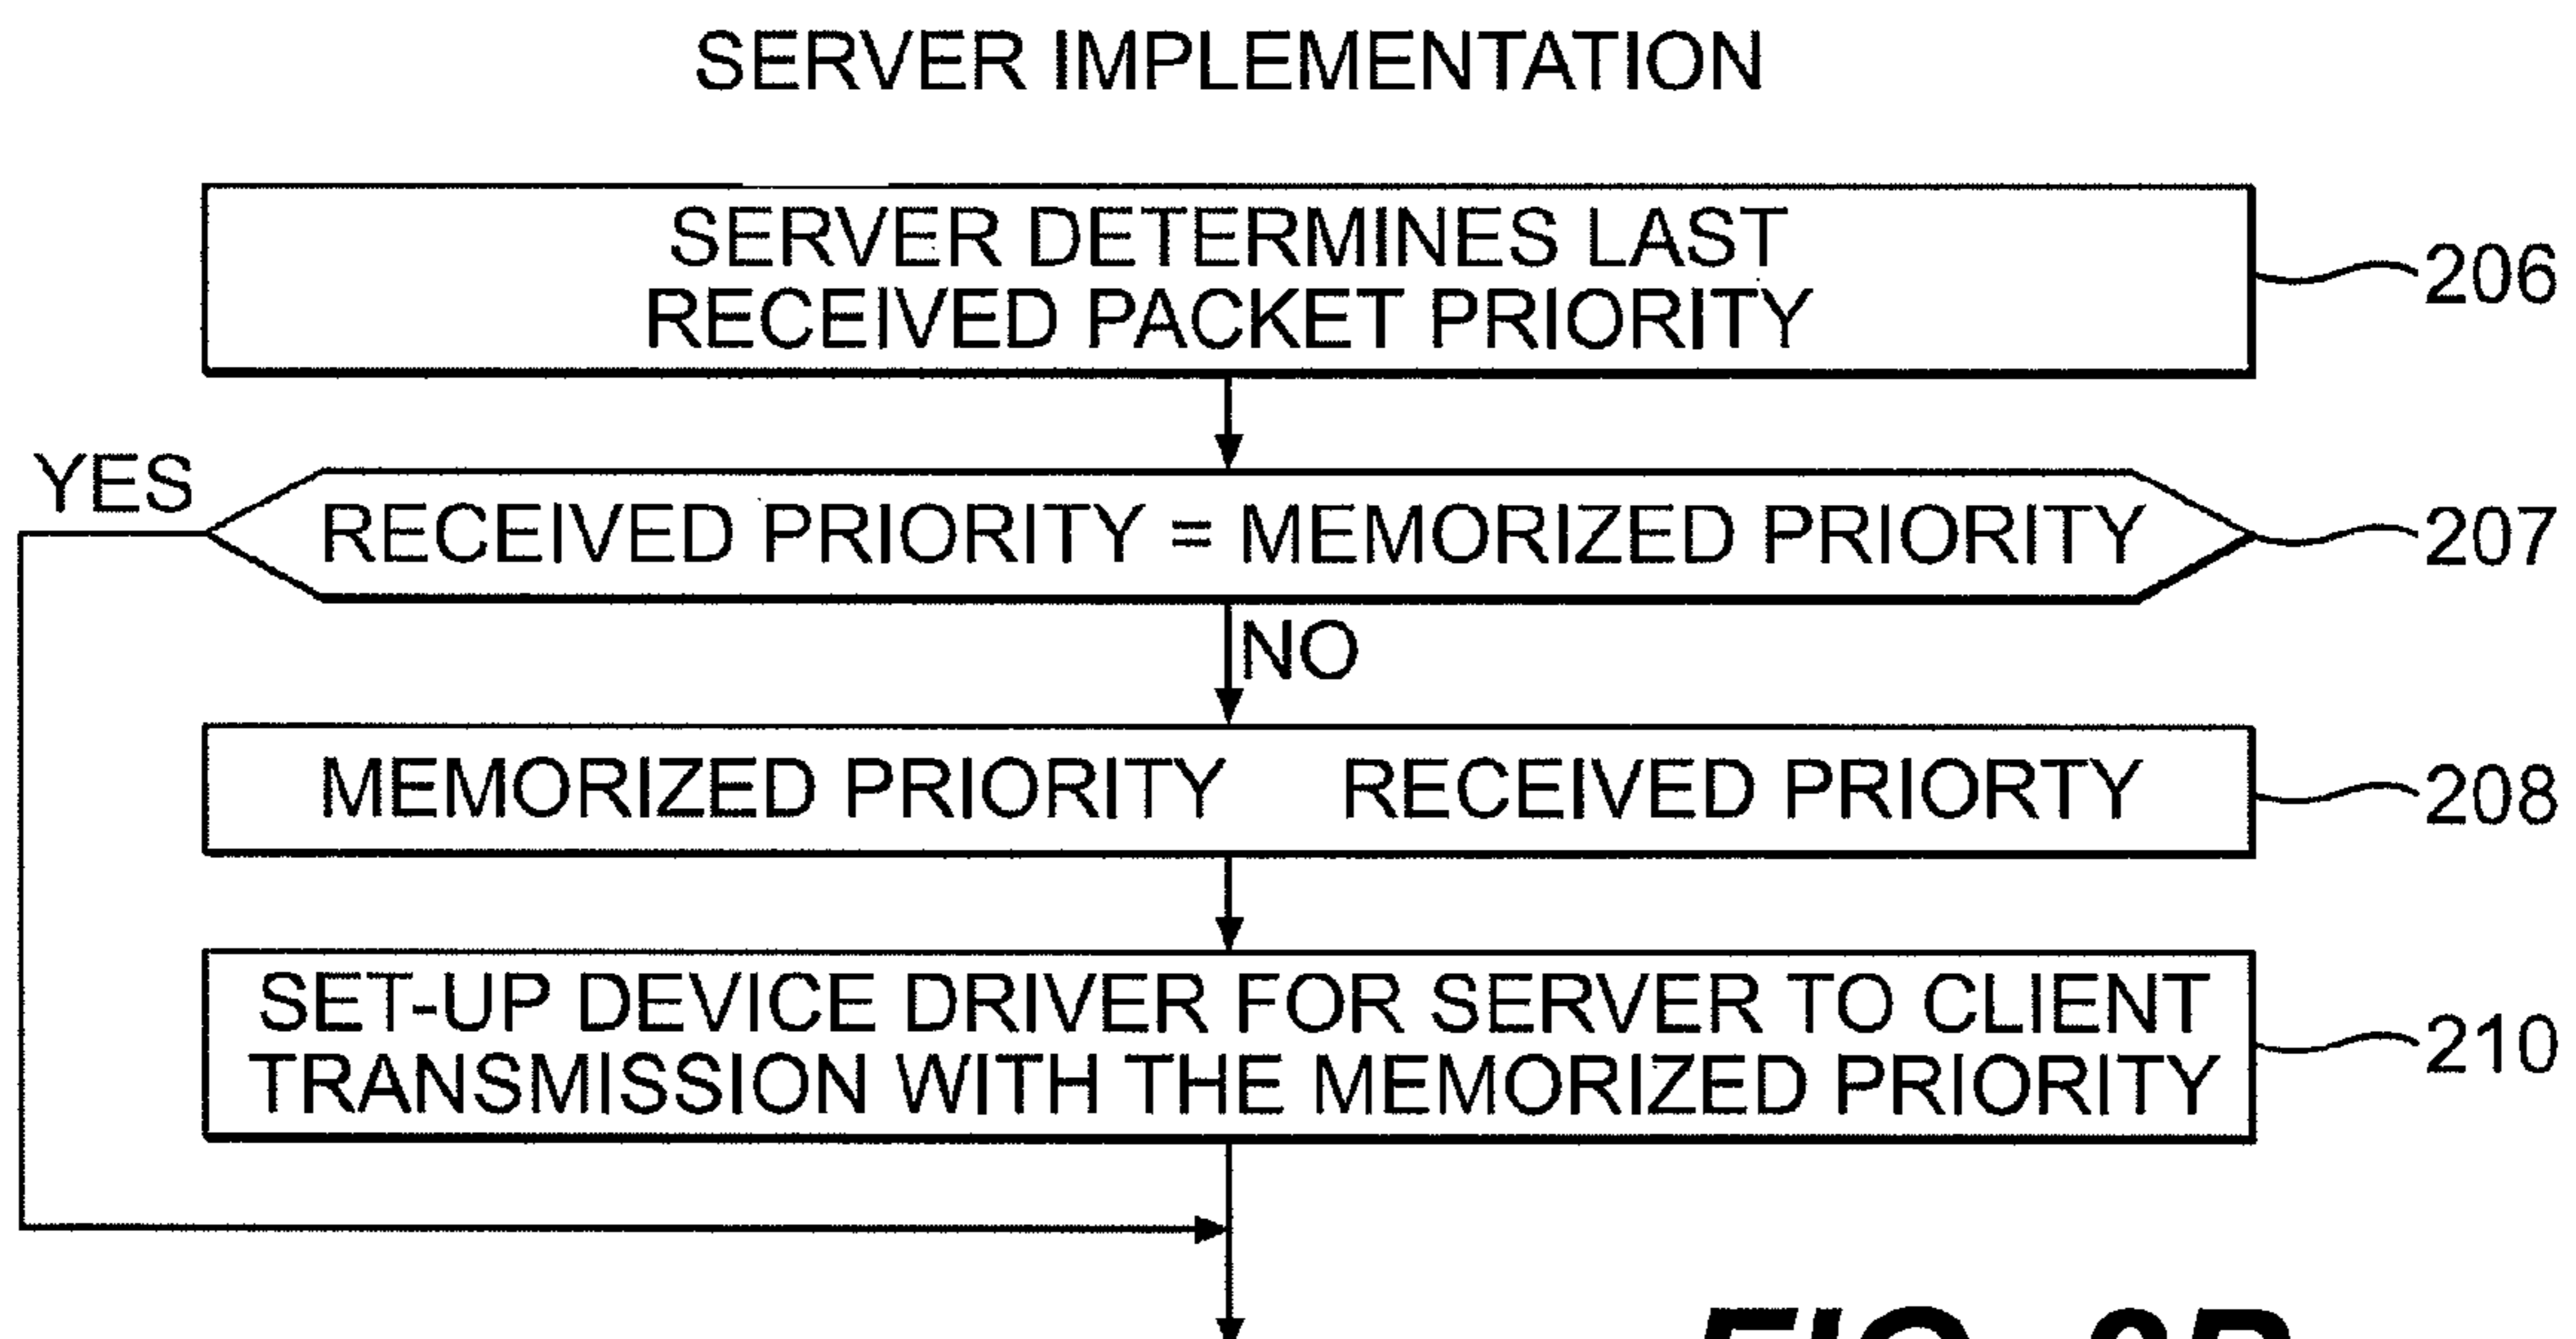 SERVER IMPLEMENTATION
SERVER DETERMINES LAST
RECEIVED PACKET PRIORITY
206
YES
RECEIVED PRIORITY = MEMORIZED PRIORITY
207
NO
MEMORIZED PRIORITY RECEIVED PRIORTY
208
SET-UP DEVICE DRIVER FOR SERVER TO CLIENT
TRANSMISSION WITH THE MEMORIZED PRIORITY
210